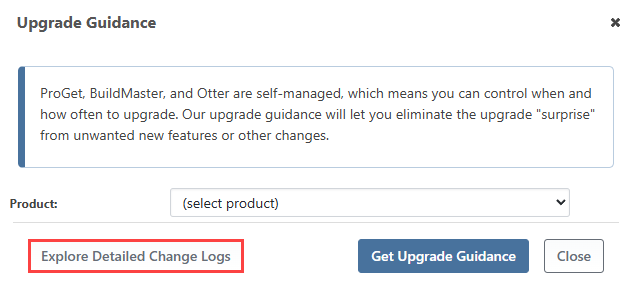 Upgrade Guidance
ProGet, BuildMaster, and Otter are self-managed, which means you can control when and
how often to upgrade. Our upgrade guidance will let you eliminate the upgrade "surprise"
from unwanted new features or other changes.
Product: (select product)
Explore Detailed Change Logs Get Upgrade Guidance Close